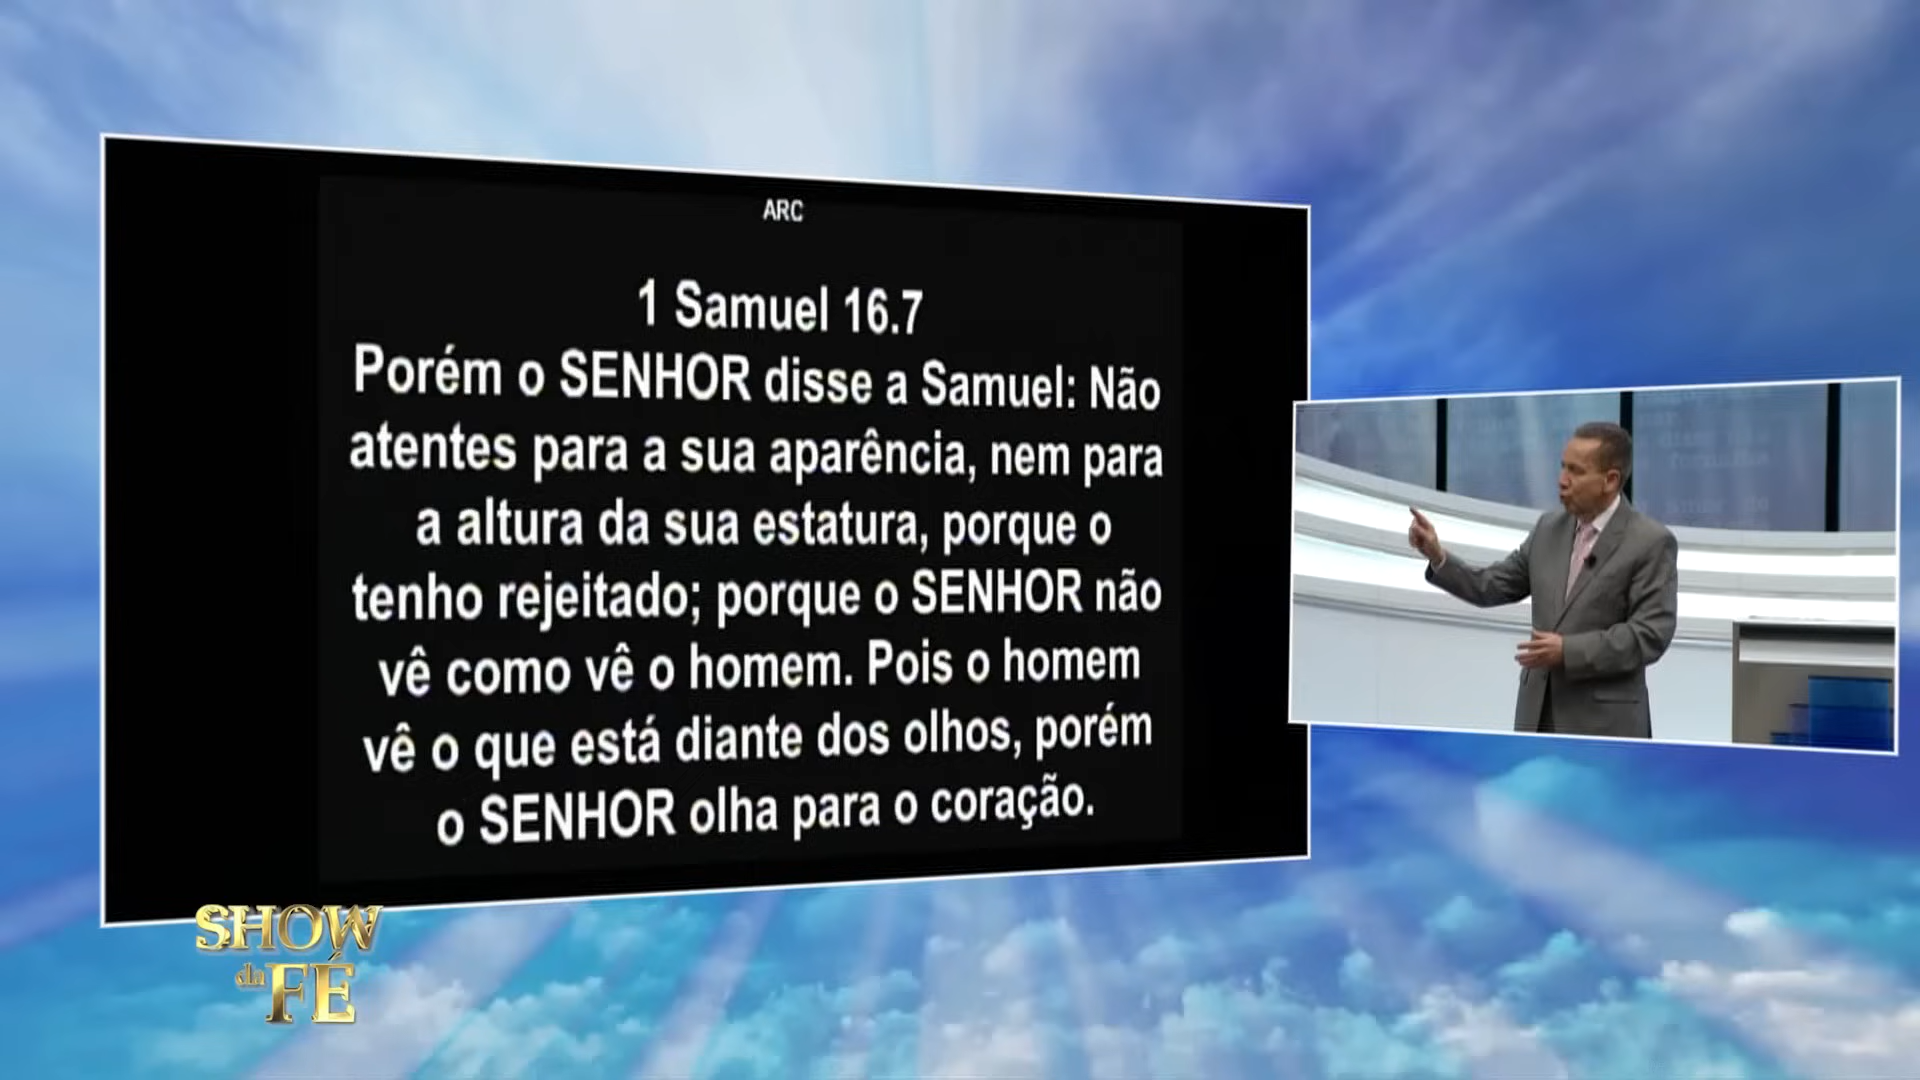 ARC
1 Samuel 16.7
Porém o SENHOR disse a Samuel: Não
atentes para a sua aparência, nem para
a altura da sua estatura, porque o
tenho rejeitado; porque o SENHOR não
vê como vê o homem. Pois o homem
vê o que está diante dos olhos, porém
o SENHOR olha para o coração.
SHOW
da FÉ